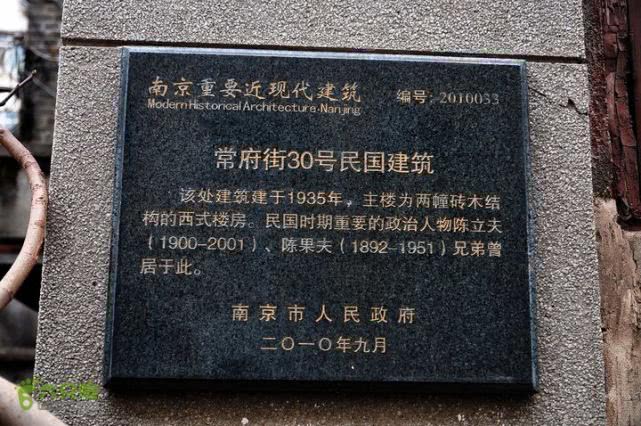 南京重要近现代建筑 编号：2010033
Modern Historical Architecture·Nanjing
常府街30号民国建筑
该处建筑建于1935年，主楼为两幢砖木结
构的西式楼房。民国时期重要的政治人物陈立夫
（1900-2001）、陈果夫（1892-1951）兄弟曾
居于此。
南京市人民政府
二〇一〇年九月
六只脚